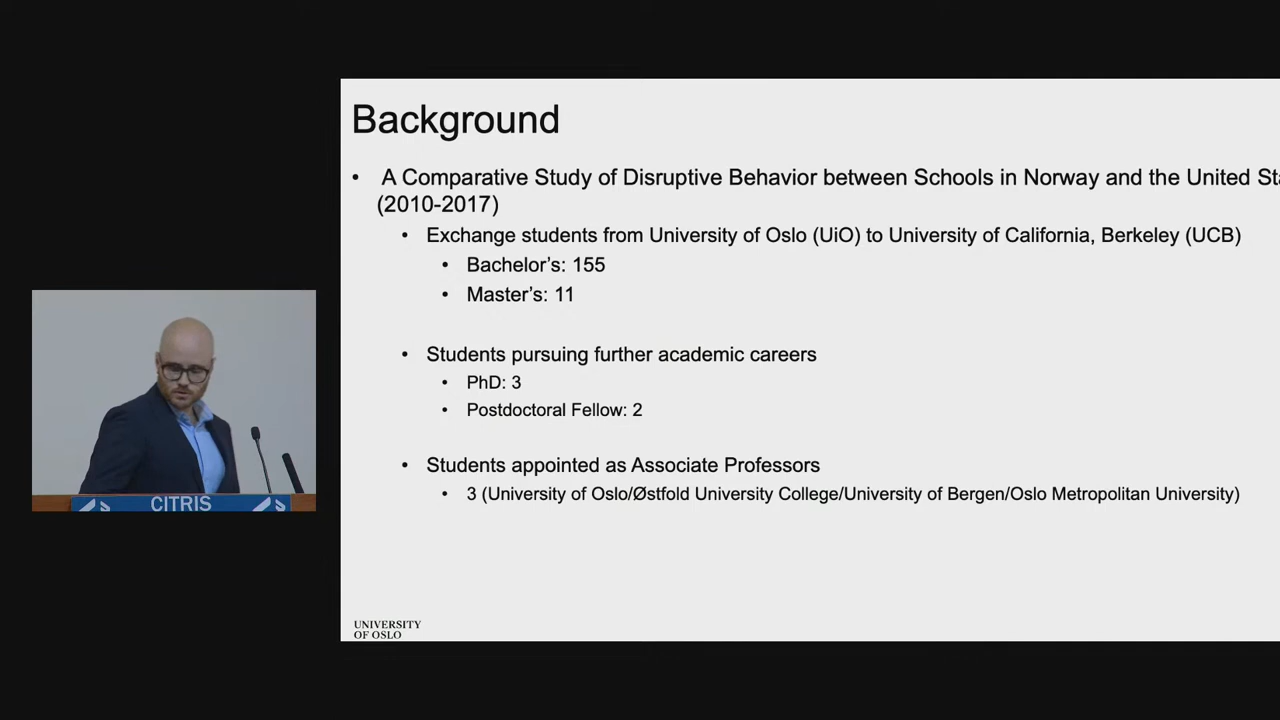 Background
• A Comparative Study of Disruptive Behavior between Schools in Norway and the United
(2010-2017)
• Exchange students from University of Oslo (UiO) to University of California, Berkeley (UCB)
• Bachelor’s: 155
• Master’s: 11
• Students pursuing further academic careers
• PhD: 3
• Postdoctoral Fellow: 2
• Students appointed as Associate Professors
• 3 (University of Oslo/Østfold University College/University of Bergen/Oslo Metropolitan University)
CITRIS
UNIVERSITY
OF OSLO